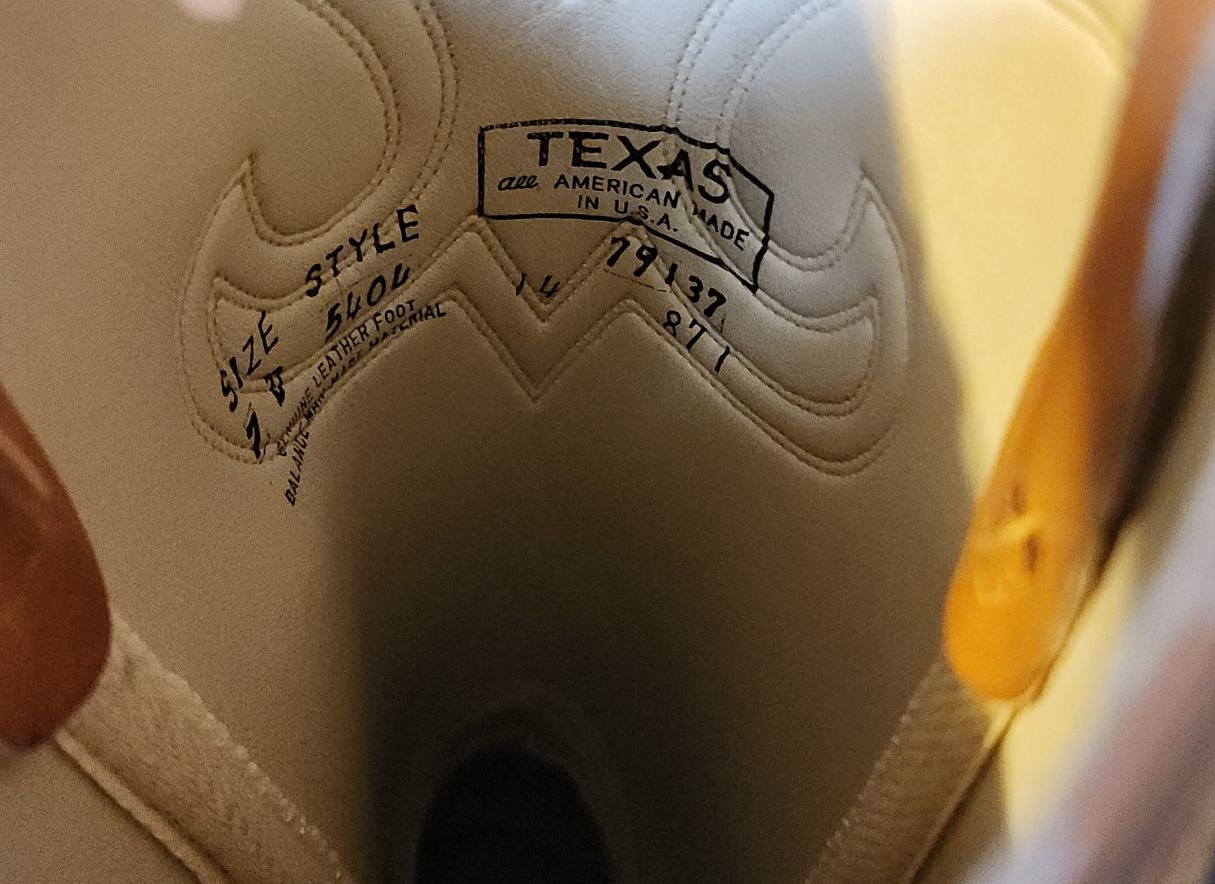 TEXAS
all AMERICAN MADE
IN U.S.A.
STYLE
5404
14
79137
871
SIZE
7 D
GENUINE LEATHER FOOT
BALANCE MAN-MADE MATERIAL